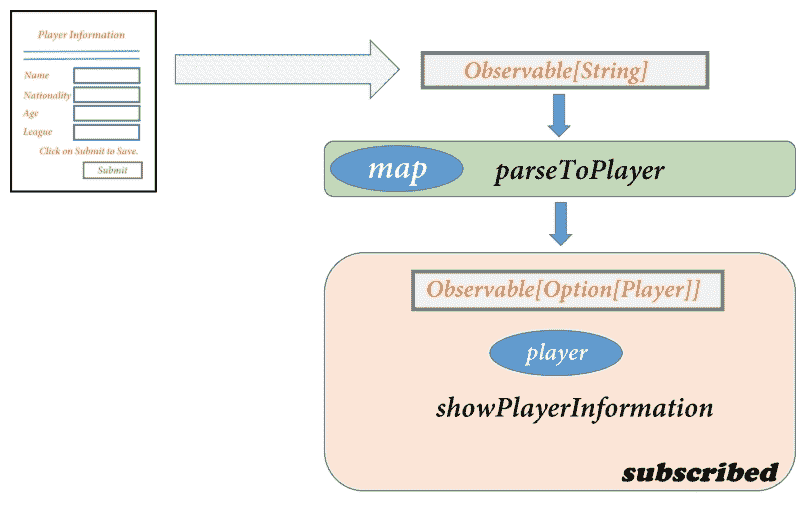 Player Information
Name
Nationality
Age
League
Click on Submit to Save.
Submit
Observable[String]
map parseToPlayer
Observable[Option[Player]]
player
showPlayerInformation
subscribed